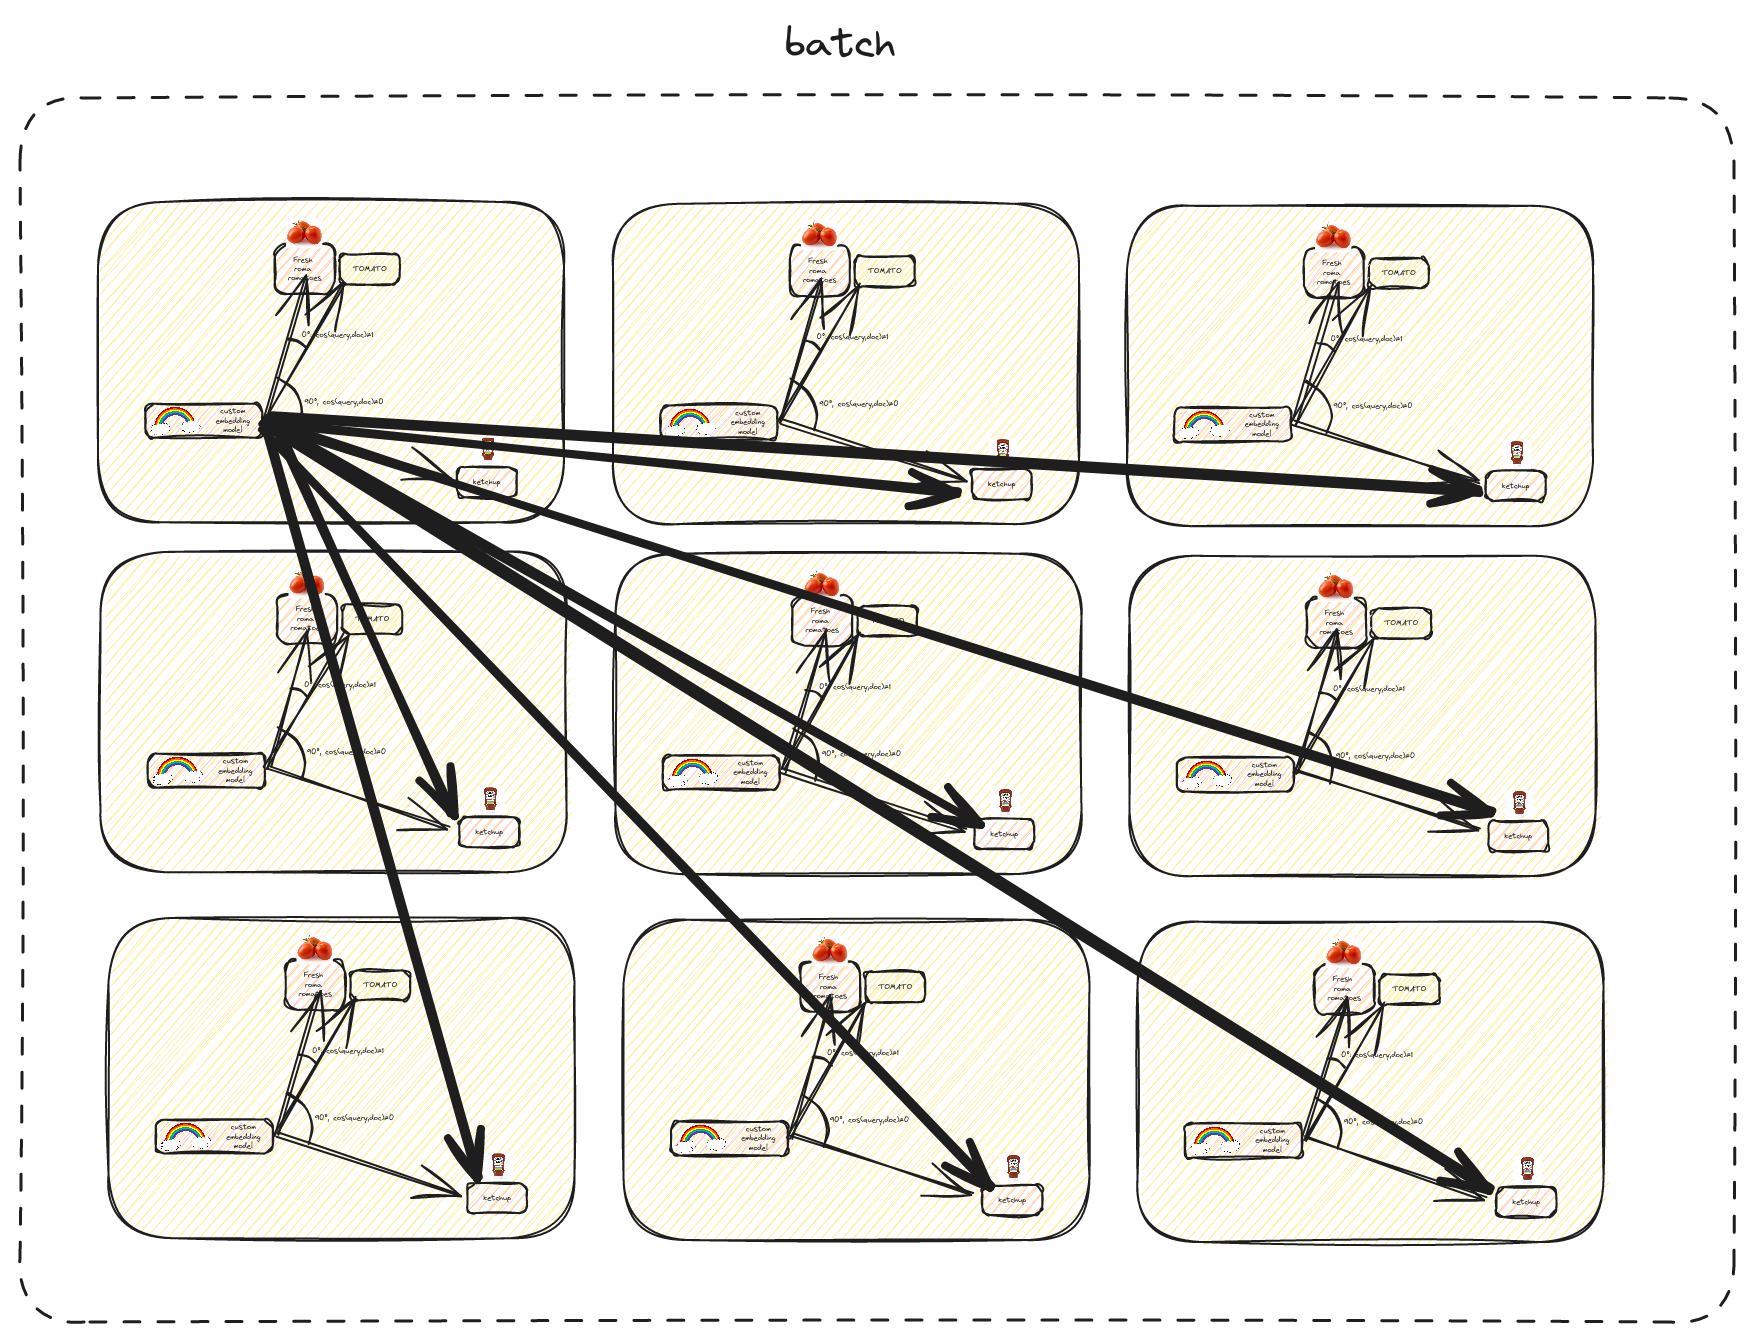 batch
Fresh
roma
romatoes
TOMATO
0°, cos(query,doc)=1
90°, cos(query,doc)=0
custom
embedding
model
ketchup
Fresh
roma
romatoes
TOMATO
0°, cos(query,doc)=1
90°, cos(query,doc)=0
custom
embedding
model
ketchup
Fresh
roma
romatoes
TOMATO
0°, cos(query,doc)=1
90°, cos(query,doc)=0
custom
embedding
model
ketchup
Fresh
roma
romatoes
TOMATO
0°, cos(query,doc)=1
90°, cos(query,doc)=0
custom
embedding
model
ketchup
Fresh
roma
romatoes
TOMATO
0°, cos(query,doc)=1
90°, cos(query,doc)=0
custom
embedding
model
ketchup
Fresh
roma
romatoes
TOMATO
0°, cos(query,doc)=1
90°, cos(query,doc)=0
custom
embedding
model
ketchup
Fresh
roma
romatoes
TOMATO
0°, cos(query,doc)=1
90°, cos(query,doc)=0
custom
embedding
model
ketchup
Fresh
roma
romatoes
TOMATO
0°, cos(query,doc)=1
90°, cos(query,doc)=0
custom
embedding
model
ketchup
Fresh
roma
romatoes
TOMATO
0°, cos(query,doc)=1
90°, cos(query,doc)=0
custom
embedding
model
ketchup